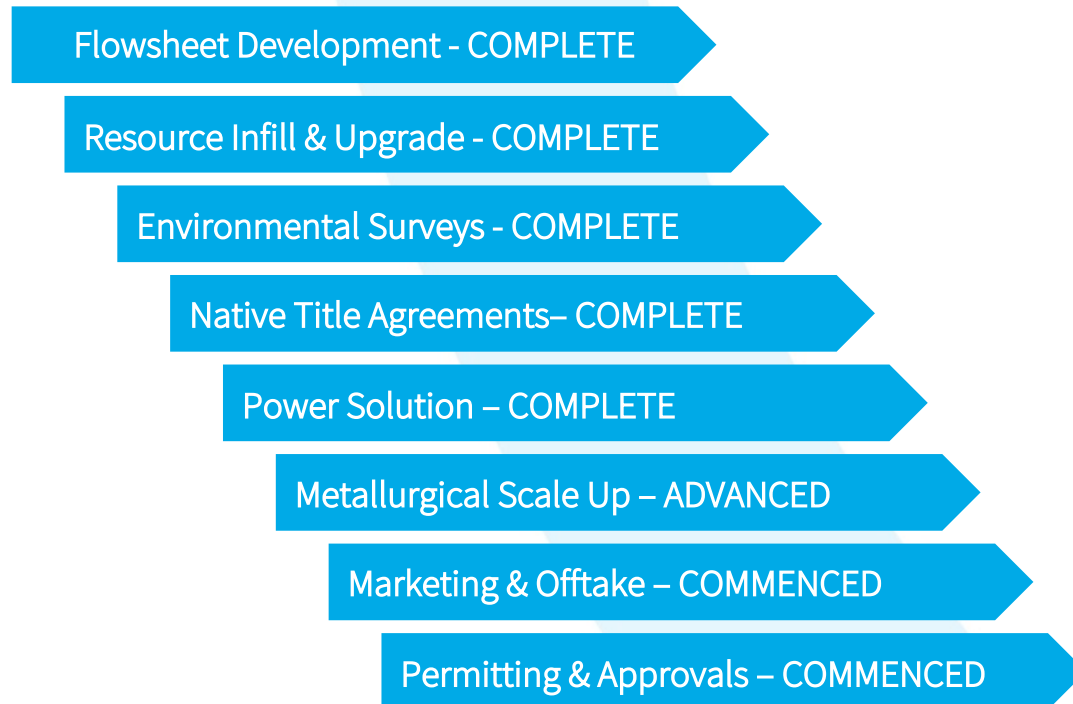 Flowsheet Development - COMPLETE
Resource Infill & Upgrade - COMPLETE
Environmental Surveys - COMPLETE
Native Title Agreements– COMPLETE
Power Solution – COMPLETE
Metallurgical Scale Up – ADVANCED
Marketing & Offtake – COMMENCED
Permitting & Approvals – COMMENCED